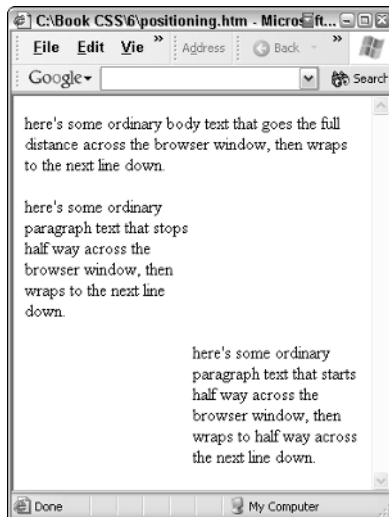 C:\Book CSS\6\positioning.htm - Microsoft...
File Edit Vie » Address Back »
Google Search
here's some ordinary body text that goes the full
distance across the browser window, then wraps
to the next line down.
here's some ordinary
paragraph text that stops
half way across the
browser window, then
wraps to the next line
down.
here's some ordinary
paragraph text that starts
half way across the
browser window, then
wraps to half way across
the next line down.
Done My Computer